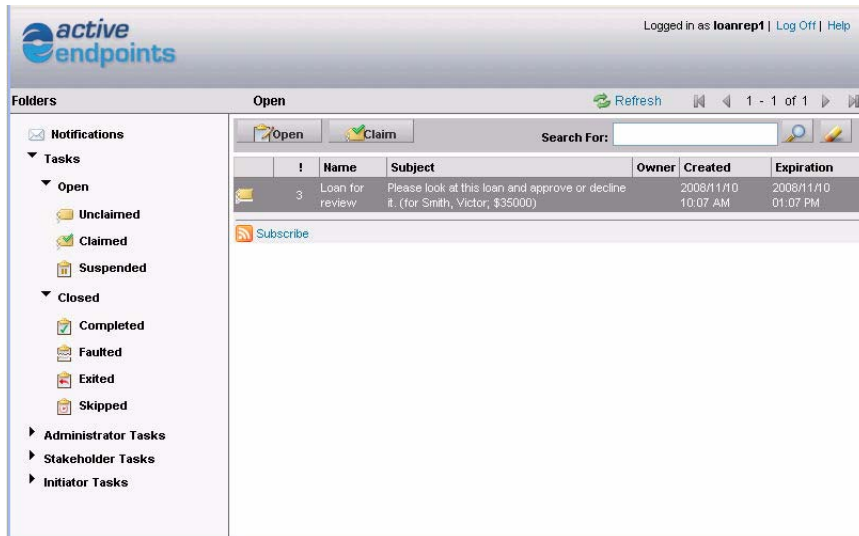 active
endpoints
Logged in as loanrep1 | Log Off | Help
Folders
Open
Refresh
1 - 1 of 1
Notifications
Tasks
Open
Unclaimed
Claimed
Suspended
Closed
Completed
Faulted
Exited
Skipped
Administrator Tasks
Stakeholder Tasks
Initiator Tasks
Open
Claim
Search For:
! Name Subject Owner Created Expiration
3 Loan for review Please look at this loan and approve or decline it. (for Smith, Victor; $35000) 2008/11/10 10:07 AM 2008/11/10 01:07 PM
Subscribe